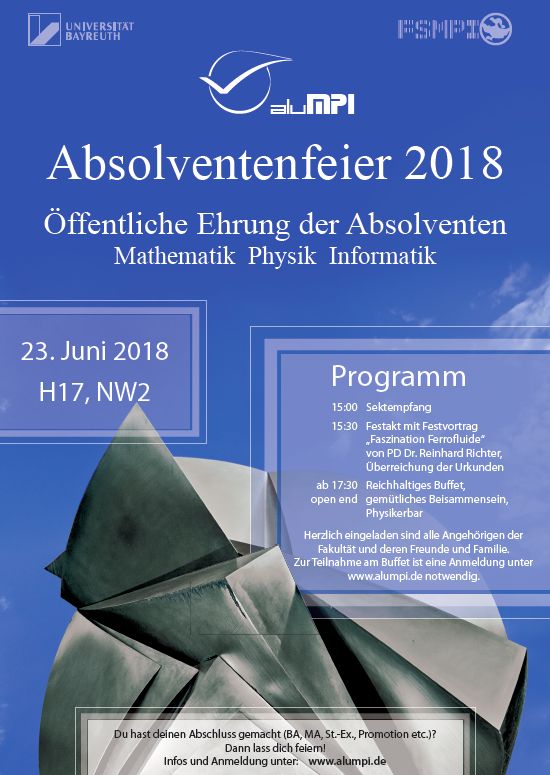 UNIVERSITÄT
BAYREUTH
FSMPI
aluMPI
Absolventenfeier 2018
Öffentliche Ehrung der Absolventen
Mathematik Physik Informatik
23. Juni 2018
H17, NW2
Programm
15:00 Sektempfang
15:30 Festakt mit Festvortrag
„Faszination Ferrofluide“
von PD Dr. Reinhard Richter,
Überreichung der Urkunden
ab 17:30 Reichhaltiges Buffet,
open end gemütliches Beisammensein,
Physikerbar
Herzlich eingeladen sind alle Angehörigen der
Fakultät und deren Freunde und Familie.
Zur Teilnahme am Buffet ist eine Anmeldung unter
www.alumpi.de notwendig.
Du hast deinen Abschluss gemacht (BA, MA, St.-Ex., Promotion etc.)?
Dann lass dich feiern!
Infos und Anmeldung unter: www.alumpi.de